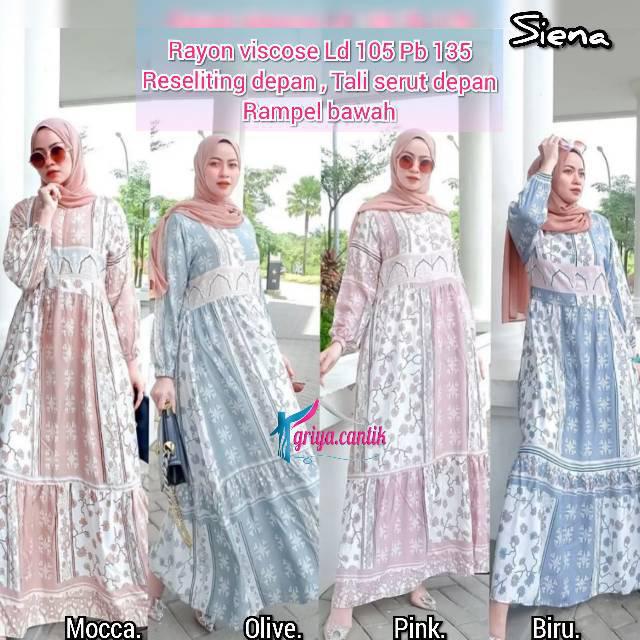 Siena
Rayon viscose Ld 105 Pb 135
Reseliting depan , Tali serut depan
Rampel bawah
griya.cantik
Mocca.
Olive.
Pink.
Biru.